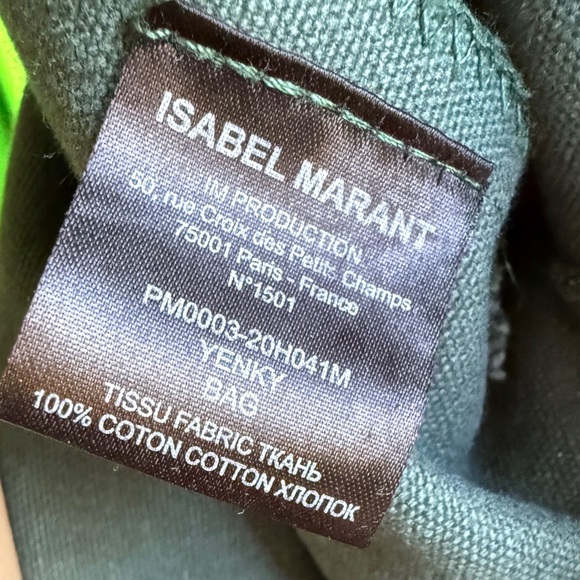 ISABEL MARANT
IM PRODUCTION
50, rue Croix des Petits Champs
75001 Paris - France
N°1501
PM0003-20H041M
YENKY
BAG
TISSU FABRIC ТКАНЬ
100% COTON COTTON ХЛОПОК